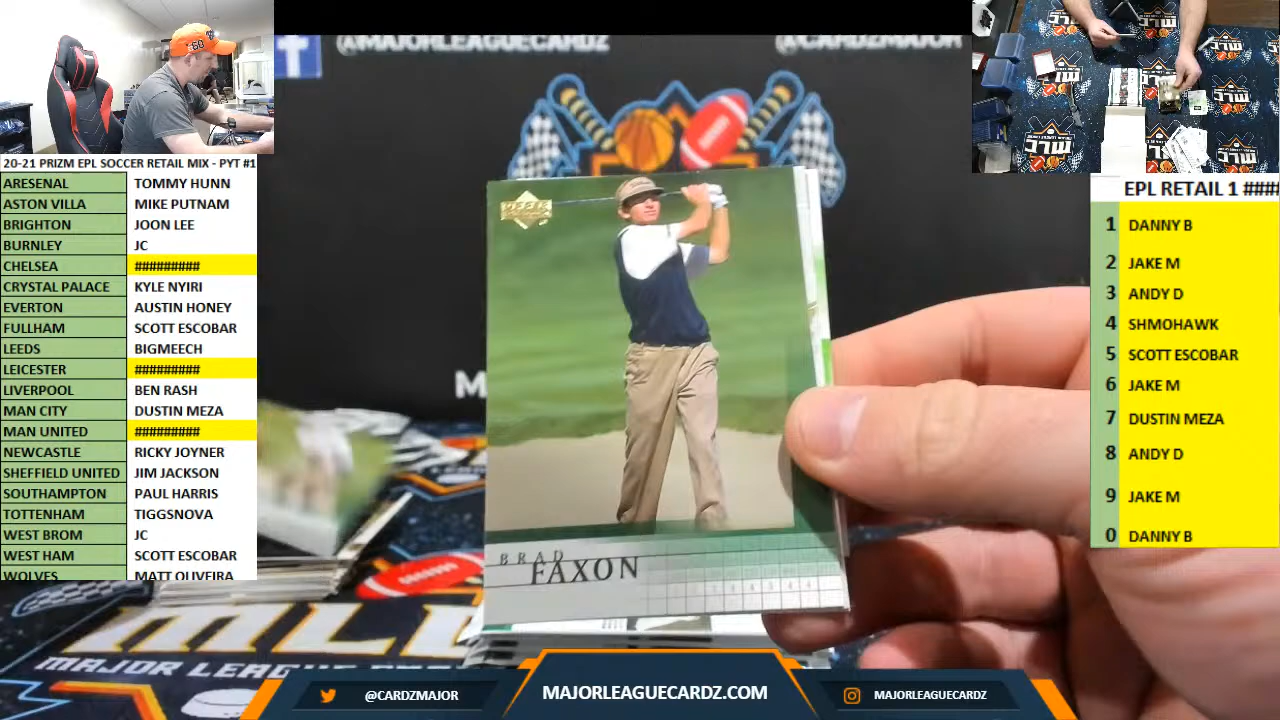 @MAJORLEAGUECARDZ
@CARDZMAJOR
20-21 PRIZM EPL SOCCER RETAIL MIX - PYT #1
ARESENAL TOMMY HUNN
ASTON VILLA MIKE PUTNAM
BRIGHTON JOON LEE
BURNLEY JC
CHELSEA #########
CRYSTAL PALACE KYLE NYIRI
EVERTON AUSTIN HONEY
FULLHAM SCOTT ESCOBAR
LEEDS BIGMEECH
LEICESTER #########
LIVERPOOL BEN RASH
MAN CITY DUSTIN MEZA
MAN UNITED #########
NEWCASTLE RICKY JOYNER
SHEFFIELD UNITED JIM JACKSON
SOUTHAMPTON PAUL HARRIS
TOTTENHAM TIGGSNOVA
WEST BROM JC
WEST HAM SCOTT ESCOBAR
WOLVES MATT OLIVEIRA
UPPER DECK
BRAD
FAXON
EPL RETAIL 1 ####
1 DANNY B
2 JAKE M
3 ANDY D
4 SHMOHAWK
5 SCOTT ESCOBAR
6 JAKE M
7 DUSTIN MEZA
8 ANDY D
9 JAKE M
0 DANNY B
MAJOR LEAGUE
@CARDZMAJOR
MAJORLEAGUECARDZ.COM
MAJORLEAGUECARDZ